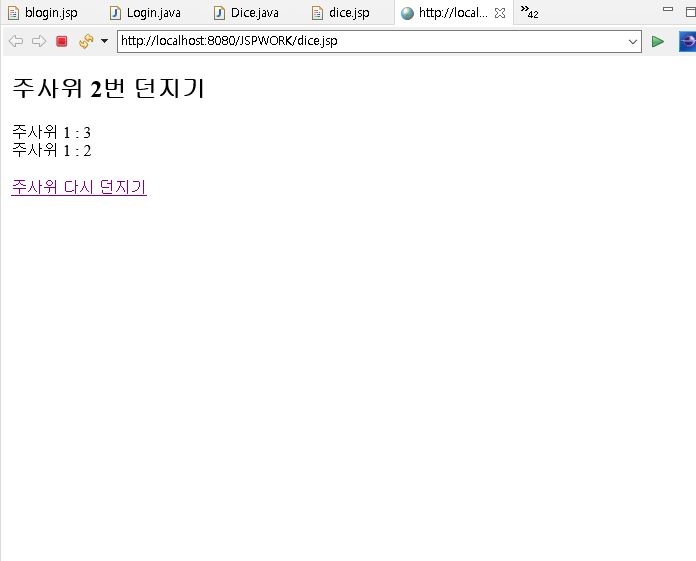 blogin.jsp Login.java Dice.java dice.jsp http://local... »42
http://localhost:8080/JSPWORK/dice.jsp
주사위 2번 던지기
주사위 1 : 3
주사위 1 : 2
주사위 다시 던지기